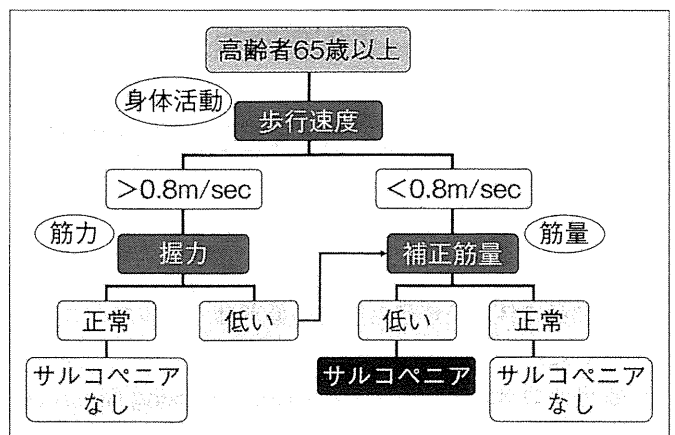 高齢者65歳以上
身体活動
歩行速度
>0.8m/sec
<0.8m/sec
筋力
握力
補正筋量
筋量
正常
低い
低い
正常
サルコペニア
なし
サルコペニア
サルコペニア
なし